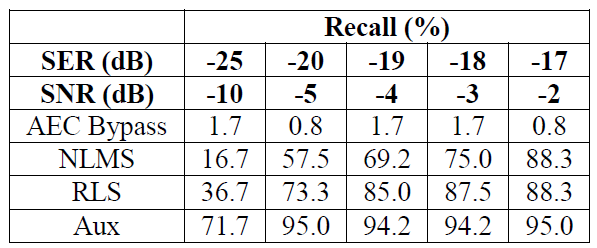 Recall (%)
SER (dB) -25 -20 -19 -18 -17
SNR (dB) -10 -5 -4 -3 -2
AEC Bypass 1.7 0.8 1.7 1.7 0.8
NLMS 16.7 57.5 69.2 75.0 88.3
RLS 36.7 73.3 85.0 87.5 88.3
Aux 71.7 95.0 94.2 94.2 95.0